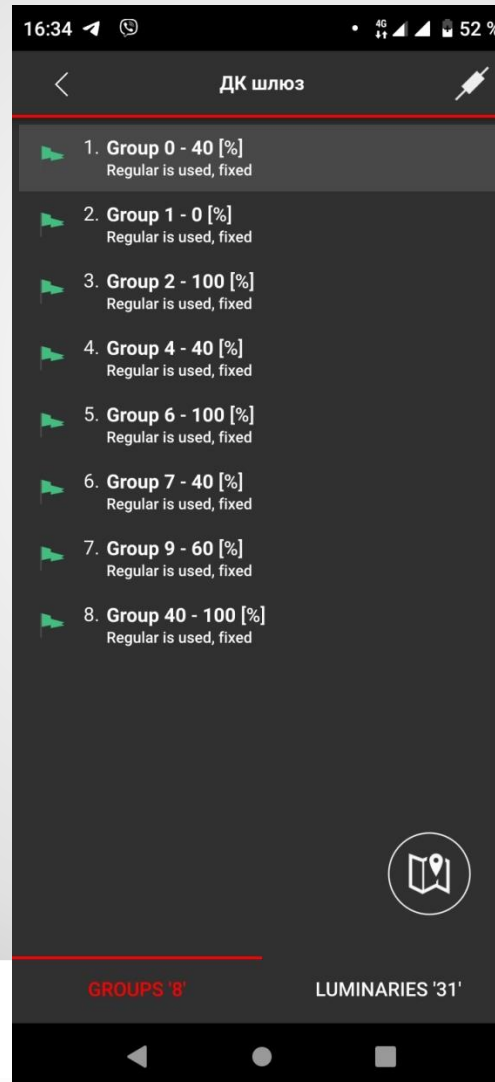 16:34
4G
52 %
ДК шлюз
1. Group 0 - 40 [%]
Regular is used, fixed
2. Group 1 - 0 [%]
Regular is used, fixed
3. Group 2 - 100 [%]
Regular is used, fixed
4. Group 4 - 40 [%]
Regular is used, fixed
5. Group 6 - 100 [%]
Regular is used, fixed
6. Group 7 - 40 [%]
Regular is used, fixed
7. Group 9 - 60 [%]
Regular is used, fixed
8. Group 40 - 100 [%]
Regular is used, fixed
GROUPS '8'
LUMINARIES '31'